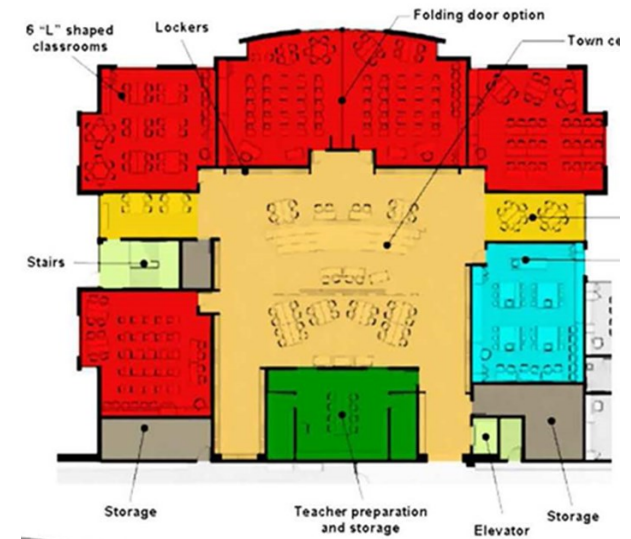 Folding door option
6 "L" shaped
classrooms
Lockers
Town ce
Stairs
Storage
Teacher preparation
and storage
Elevator
Storage